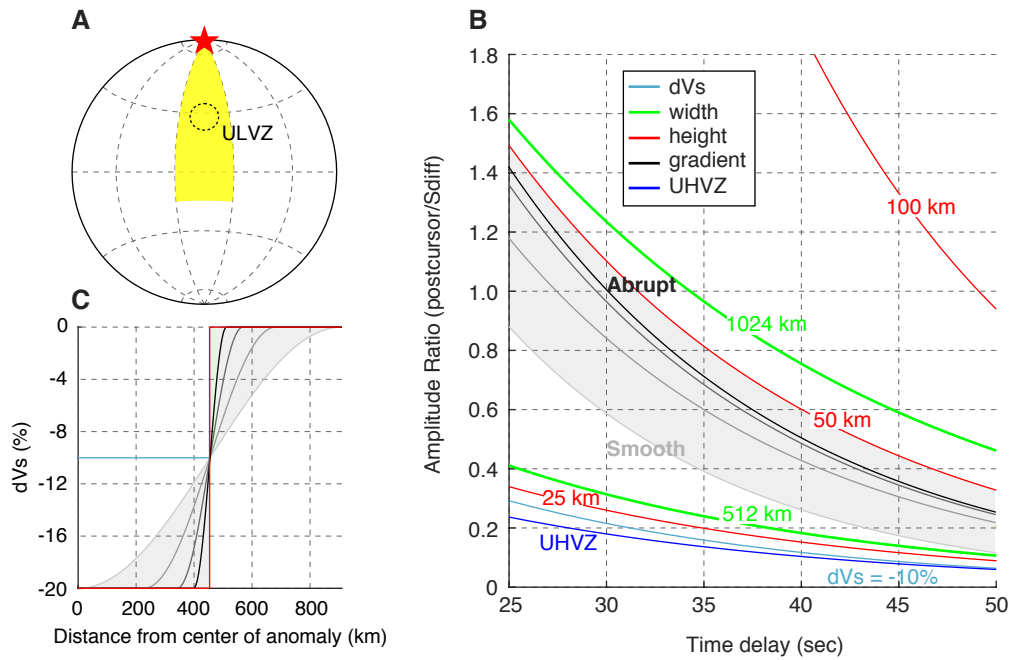 A
ULVZ
B
Amplitude Ratio (postcursor/Sdiff)
1.8
1.6
1.4
1.2
1.0
0.8
0.6
0.4
0.2
0
dVs
width
height
gradient
UHVZ
100 km
Abrupt
1024 km
50 km
Smooth
25 km
512 km
UHVZ
dVs = -10%
25 30 35 40 45 50
Time delay (sec)
C
dVs (%)
0
-4
-8
-12
-16
-20
0 200 400 600 800
Distance from center of anomaly (km)